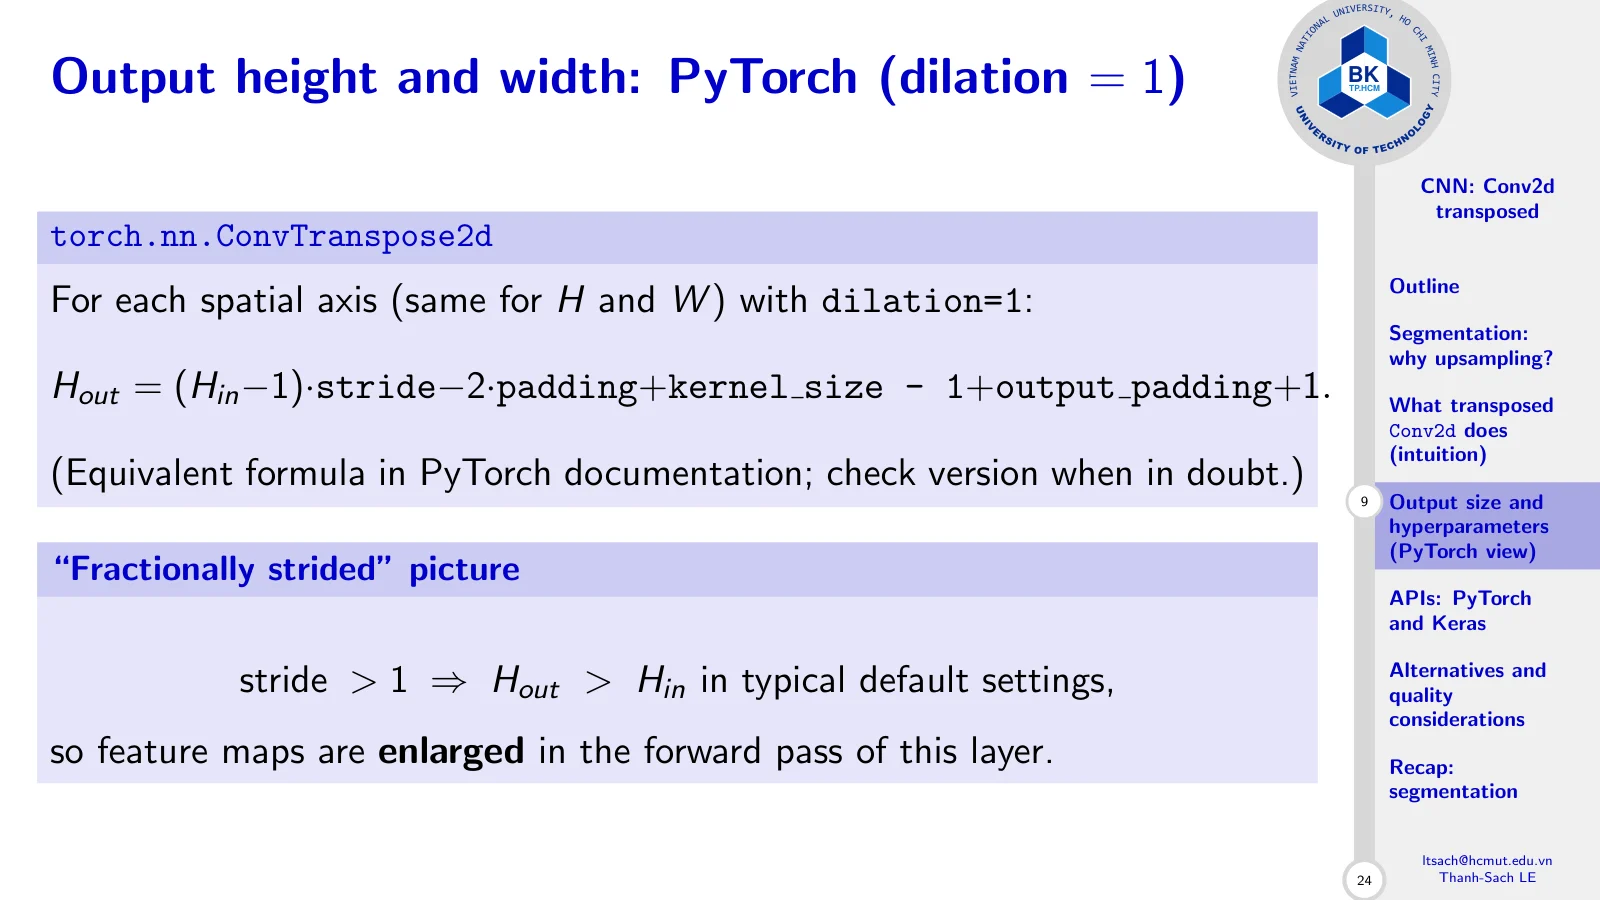 Output height and width: PyTorch (dilation = 1)
torch.nn.ConvTranspose2d
For each spatial axis (same for H and W) with dilation=1:
H_out = (H_in−1)·stride−2·padding+kernel_size - 1+output_padding+1.
(Equivalent formula in PyTorch documentation; check version when in doubt.)
“Fractionally strided” picture
stride > 1 ⇒ H_out > H_in in typical default settings,
so feature maps are enlarged in the forward pass of this layer.
VIETNAM NATIONAL UNIVERSITY, HO CHI MINH CITY
BK
TP.HCM
UNIVERSITY OF TECHNOLOGY
CNN: Conv2d
transposed
Outline
Segmentation:
why upsampling?
What transposed
Conv2d does
(intuition)
9
Output size and
hyperparameters
(PyTorch view)
APIs: PyTorch
and Keras
Alternatives and
quality
considerations
Recap:
segmentation
24
ltsach@hcmut.edu.vn
Thanh-Sach LE